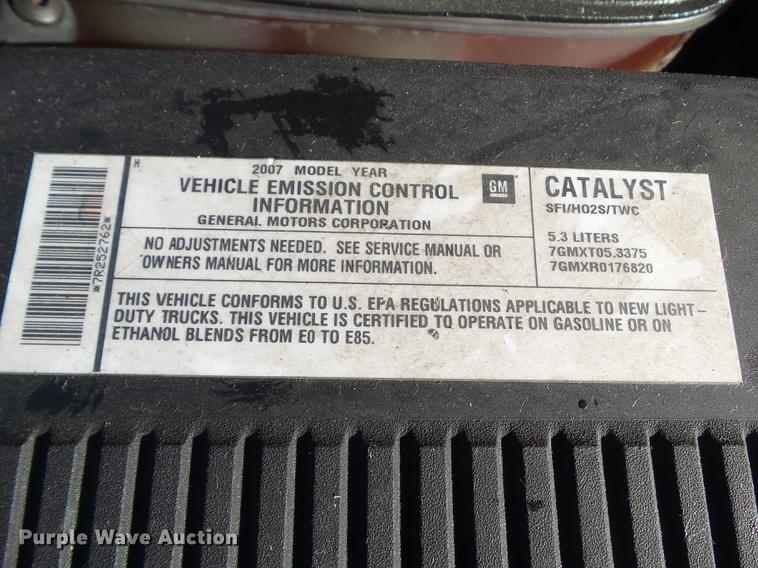 H
2007 MODEL YEAR
VEHICLE EMISSION CONTROL
INFORMATION
GENERAL MOTORS CORPORATION
GM
CATALYST
SFI/HO2S/TWC
5.3 LITERS
7GMXT05.3375
7GMXR0176820
NO ADJUSTMENTS NEEDED. SEE SERVICE MANUAL OR
OWNERS MANUAL FOR MORE INFORMATION.
THIS VEHICLE CONFORMS TO U.S. EPA REGULATIONS APPLICABLE TO NEW LIGHT-
DUTY TRUCKS. THIS VEHICLE IS CERTIFIED TO OPERATE ON GASOLINE OR ON
ETHANOL BLENDS FROM E0 TO E85.
*7R252762*
Purple Wave Auction